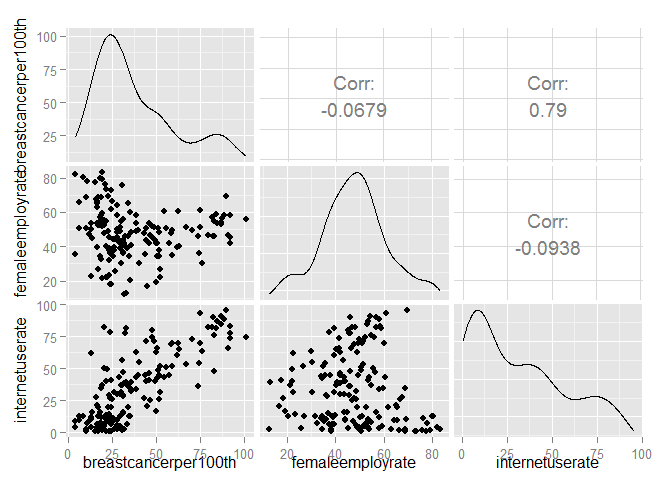 breastcancerper100th
100
75
50
25
Corr:
-0.0679
Corr:
0.79
femaleemployrate
80
60
40
20
Corr:
-0.0938
internetuserate
100
75
50
25
0
0 25 50 75 100
20 40 60 80
0 25 50 75 100
breastcancerper100th
femaleemployrate
internetuserate